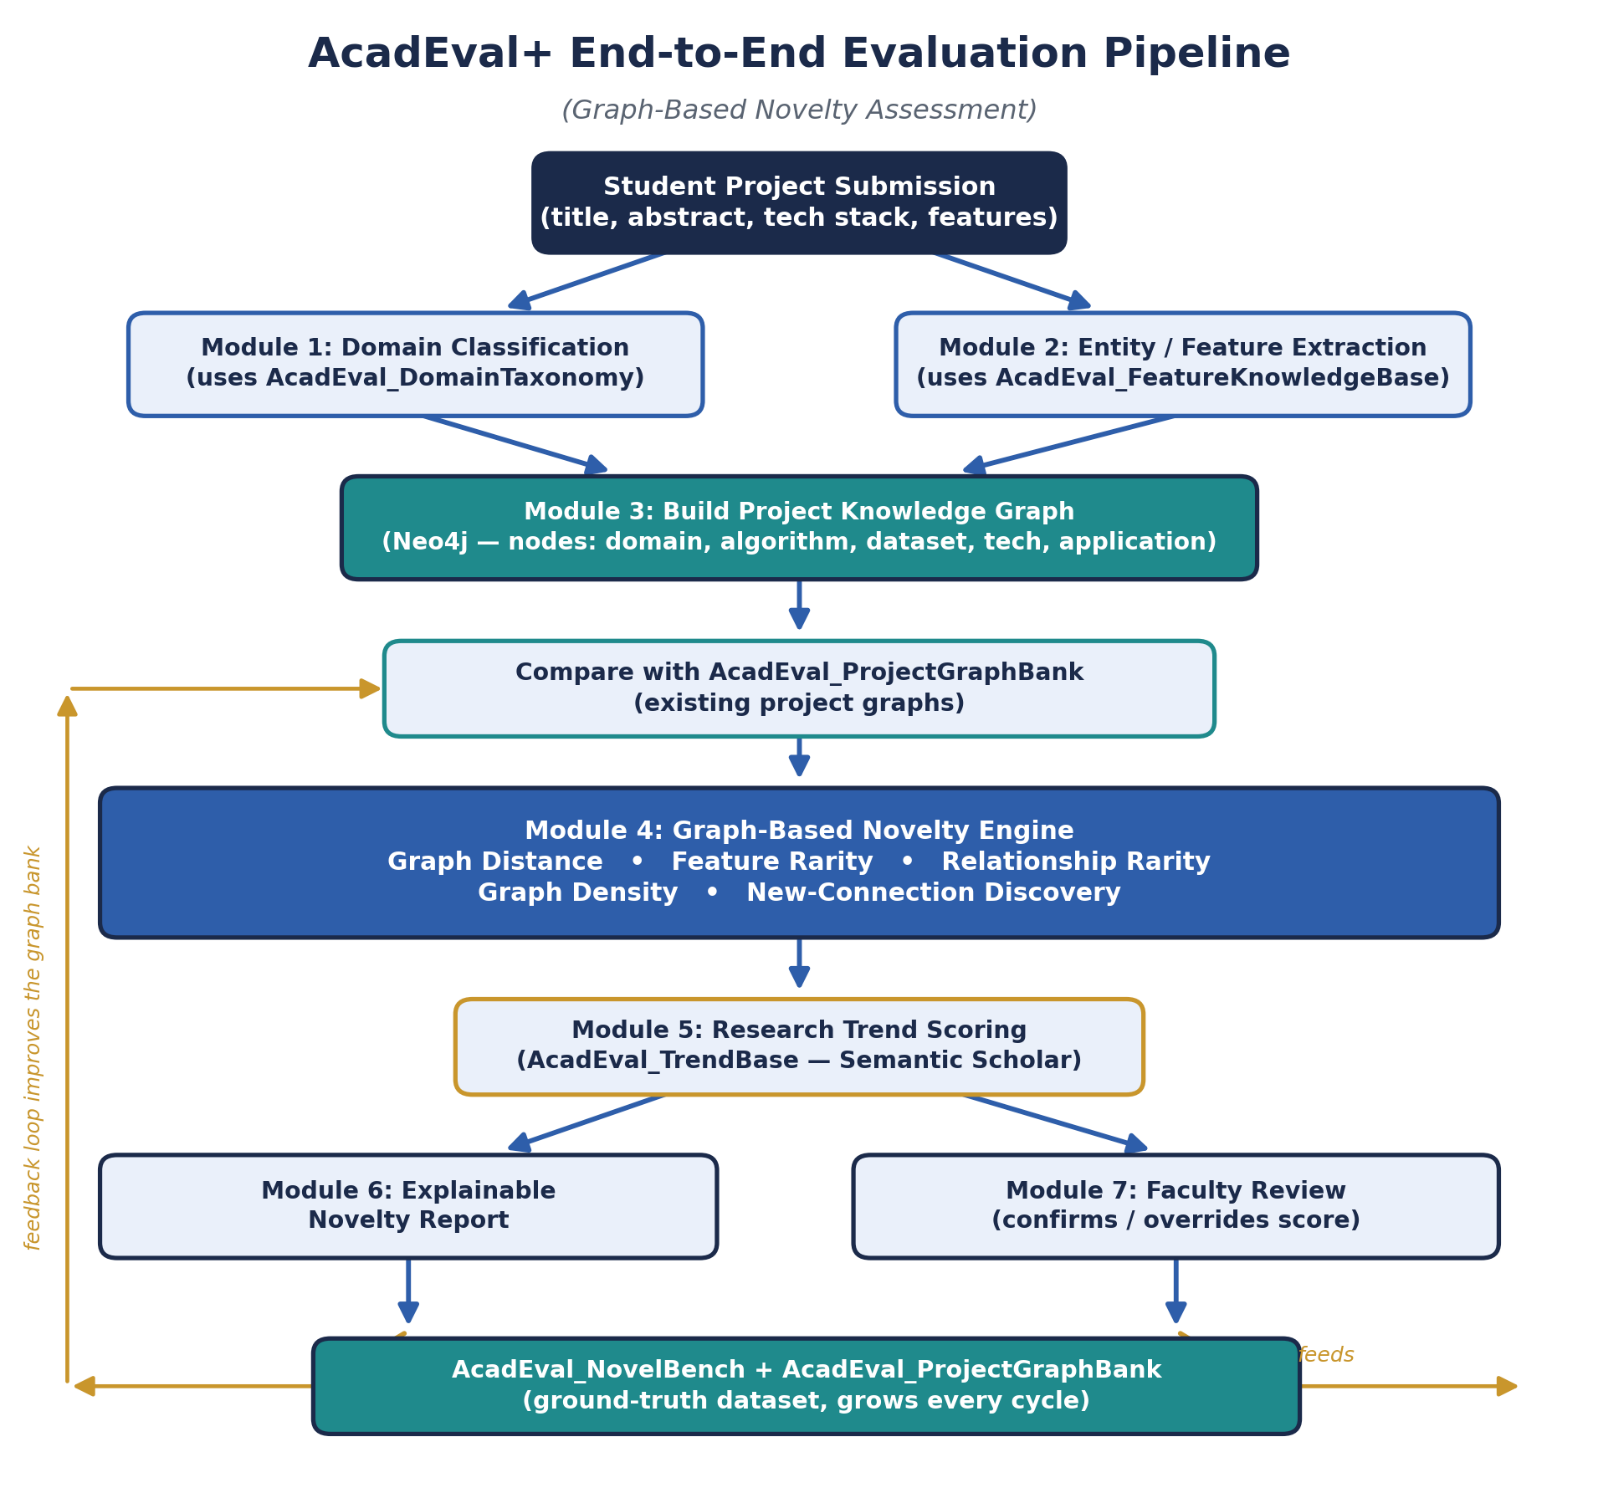 AcadEval+ End-to-End Evaluation Pipeline
(Graph-Based Novelty Assessment)
Student Project Submission
(title, abstract, tech stack, features)
Module 1: Domain Classification
(uses AcadEval_DomainTaxonomy)
Module 2: Entity / Feature Extraction
(uses AcadEval_FeatureKnowledgeBase)
Module 3: Build Project Knowledge Graph
(Neo4j — nodes: domain, algorithm, dataset, tech, application)
Compare with AcadEval_ProjectGraphBank
(existing project graphs)
Module 4: Graph-Based Novelty Engine
Graph Distance • Feature Rarity • Relationship Rarity
Graph Density • New-Connection Discovery
feedback loop improves the graph bank
Module 5: Research Trend Scoring
(AcadEval_TrendBase — Semantic Scholar)
Module 6: Explainable
Novelty Report
Module 7: Faculty Review
(confirms / overrides score)
feeds
AcadEval_NovelBench + AcadEval_ProjectGraphBank
(ground-truth dataset, grows every cycle)